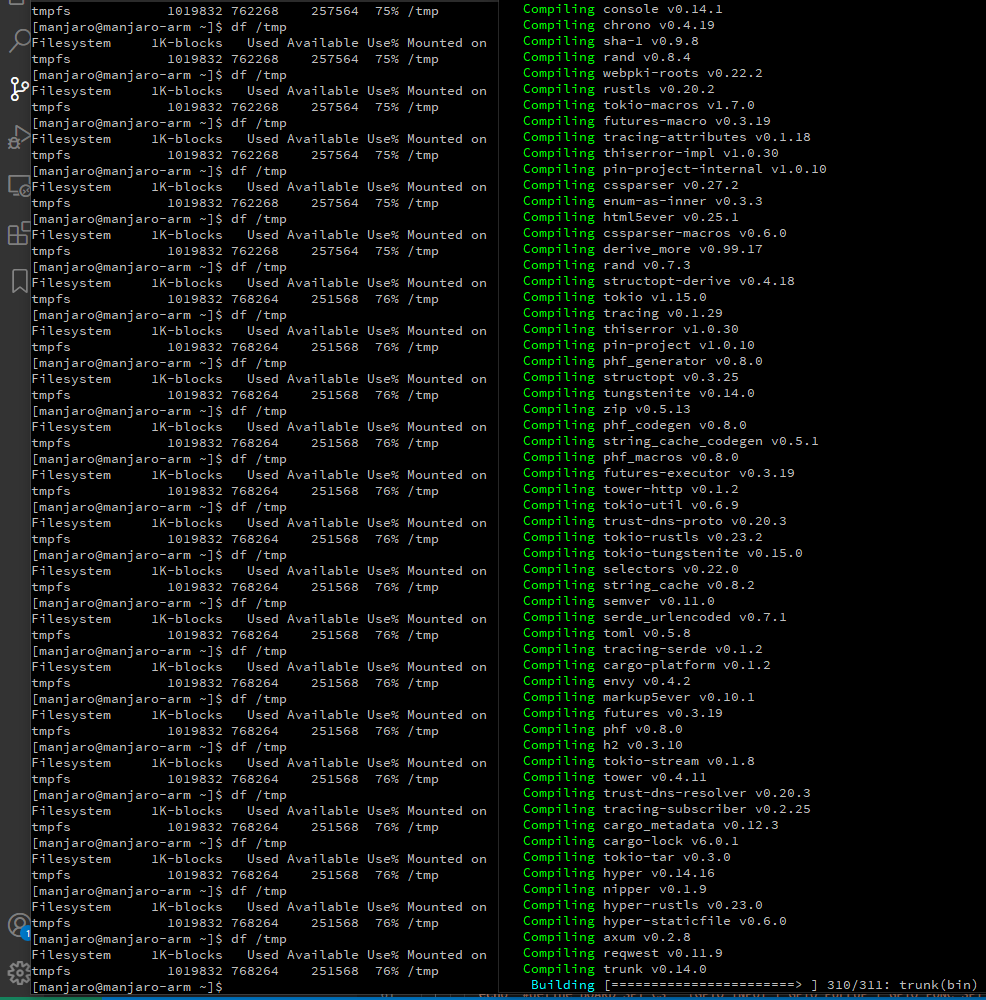 tmpfs            1019832 762268    257564  75% /tmp
[manjaro@manjaro-arm ~]$ df /tmp
Filesystem     1K-blocks   Used Available Use% Mounted on
tmpfs            1019832 762268    257564  75% /tmp
[manjaro@manjaro-arm ~]$ df /tmp
Filesystem     1K-blocks   Used Available Use% Mounted on
tmpfs            1019832 762268    257564  75% /tmp
[manjaro@manjaro-arm ~]$ df /tmp
Filesystem     1K-blocks   Used Available Use% Mounted on
tmpfs            1019832 762268    257564  75% /tmp
[manjaro@manjaro-arm ~]$ df /tmp
Filesystem     1K-blocks   Used Available Use% Mounted on
tmpfs            1019832 762268    257564  75% /tmp
[manjaro@manjaro-arm ~]$ df /tmp
Filesystem     1K-blocks   Used Available Use% Mounted on
tmpfs            1019832 762268    257564  75% /tmp
[manjaro@manjaro-arm ~]$ df /tmp
Filesystem     1K-blocks   Used Available Use% Mounted on
tmpfs            1019832 768264    251568  76% /tmp
[manjaro@manjaro-arm ~]$ df /tmp
Filesystem     1K-blocks   Used Available Use% Mounted on
tmpfs            1019832 768264    251568  76% /tmp
[manjaro@manjaro-arm ~]$ df /tmp
Filesystem     1K-blocks   Used Available Use% Mounted on
tmpfs            1019832 768264    251568  76% /tmp
[manjaro@manjaro-arm ~]$ df /tmp
Filesystem     1K-blocks   Used Available Use% Mounted on
tmpfs            1019832 768264    251568  76% /tmp
[manjaro@manjaro-arm ~]$ df /tmp
Filesystem     1K-blocks   Used Available Use% Mounted on
tmpfs            1019832 768264    251568  76% /tmp
[manjaro@manjaro-arm ~]$ df /tmp
Filesystem     1K-blocks   Used Available Use% Mounted on
tmpfs            1019832 768264    251568  76% /tmp
[manjaro@manjaro-arm ~]$ df /tmp
Filesystem     1K-blocks   Used Available Use% Mounted on
tmpfs            1019832 768264    251568  76% /tmp
[manjaro@manjaro-arm ~]$ df /tmp
Filesystem     1K-blocks   Used Available Use% Mounted on
tmpfs            1019832 768264    251568  76% /tmp
[manjaro@manjaro-arm ~]$ df /tmp
Filesystem     1K-blocks   Used Available Use% Mounted on
tmpfs            1019832 768264    251568  76% /tmp
[manjaro@manjaro-arm ~]$ df /tmp
Filesystem     1K-blocks   Used Available Use% Mounted on
tmpfs            1019832 768264    251568  76% /tmp
[manjaro@manjaro-arm ~]$ df /tmp
Filesystem     1K-blocks   Used Available Use% Mounted on
tmpfs            1019832 768264    251568  76% /tmp
[manjaro@manjaro-arm ~]$ df /tmp
Filesystem     1K-blocks   Used Available Use% Mounted on
tmpfs            1019832 768264    251568  76% /tmp
[manjaro@manjaro-arm ~]$ df /tmp
Filesystem     1K-blocks   Used Available Use% Mounted on
tmpfs            1019832 768264    251568  76% /tmp
[manjaro@manjaro-arm ~]$ df /tmp
Filesystem     1K-blocks   Used Available Use% Mounted on
tmpfs            1019832 768264    251568  76% /tmp
[manjaro@manjaro-arm ~]$ df /tmp
Filesystem     1K-blocks   Used Available Use% Mounted on
tmpfs            1019832 768264    251568  76% /tmp
[manjaro@manjaro-arm ~]$
Compiling console v0.14.1
Compiling chrono v0.4.19
Compiling sha-1 v0.9.8
Compiling rand v0.8.4
Compiling webpki-roots v0.22.2
Compiling rustls v0.20.2
Compiling tokio-macros v1.7.0
Compiling futures-macro v0.3.19
Compiling tracing-attributes v0.1.18
Compiling thiserror-impl v1.0.30
Compiling pin-project-internal v1.0.10
Compiling cssparser v0.27.2
Compiling enum-as-inner v0.3.3
Compiling html5ever v0.25.1
Compiling cssparser-macros v0.6.0
Compiling derive_more v0.99.17
Compiling rand v0.7.3
Compiling structopt-derive v0.4.18
Compiling tokio v1.15.0
Compiling tracing v0.1.29
Compiling thiserror v1.0.30
Compiling pin-project v1.0.10
Compiling phf_generator v0.8.0
Compiling structopt v0.3.25
Compiling tungstenite v0.14.0
Compiling zip v0.5.13
Compiling phf_codegen v0.8.0
Compiling string_cache_codegen v0.5.1
Compiling phf_macros v0.8.0
Compiling futures-executor v0.3.19
Compiling tower-http v0.1.2
Compiling tokio-util v0.6.9
Compiling trust-dns-proto v0.20.3
Compiling tokio-rustls v0.23.2
Compiling tokio-tungstenite v0.15.0
Compiling selectors v0.22.0
Compiling string_cache v0.8.2
Compiling semver v0.11.0
Compiling serde_urlencoded v0.7.1
Compiling toml v0.5.8
Compiling tracing-serde v0.1.2
Compiling cargo-platform v0.1.2
Compiling envy v0.4.2
Compiling markup5ever v0.10.1
Compiling futures v0.3.19
Compiling phf v0.8.0
Compiling h2 v0.3.10
Compiling tokio-stream v0.1.8
Compiling tower v0.4.11
Compiling trust-dns-resolver v0.20.3
Compiling tracing-subscriber v0.2.25
Compiling cargo_metadata v0.12.3
Compiling cargo-lock v6.0.1
Compiling tokio-tar v0.3.0
Compiling hyper v0.14.16
Compiling nipper v0.1.9
Compiling hyper-rustls v0.23.0
Compiling hyper-staticfile v0.6.0
Compiling axum v0.2.8
Compiling reqwest v0.11.9
Compiling trunk v0.14.0
Building [=======================> ] 310/311: trunk(bin)
1